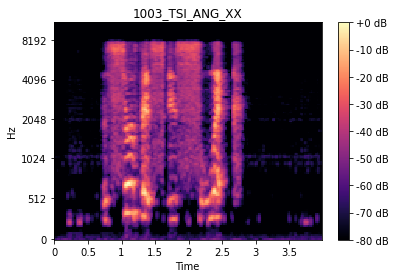 1003_TSI_ANG_XX
+0 dB
8192
-10 dB
4096
-20 dB
-30 dB
2048
-40 dB
Hz
1024
-50 dB
512
-60 dB
-70 dB
0
-80 dB
0 0.5 1 1.5 2 2.5 3 3.5
Time